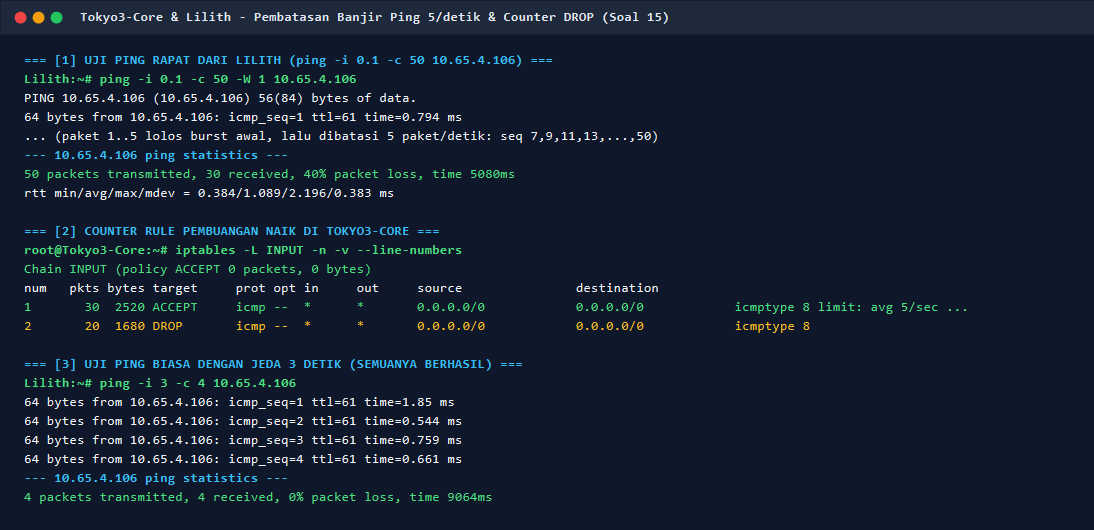 Tokyo3-Core & Lilith - Pembatasan Banjir Ping 5/detik & Counter DROP (Soal 15)
=== [1] UJI PING RAPAT DARI LILITH (ping -i 0.1 -c 50 10.65.4.106) ===
Lilith:~# ping -i 0.1 -c 50 -W 1 10.65.4.106
PING 10.65.4.106 (10.65.4.106) 56(84) bytes of data.
64 bytes from 10.65.4.106: icmp_seq=1 ttl=61 time=0.794 ms
... (paket 1..5 lolos burst awal, lalu dibatasi 5 paket/detik: seq 7,9,11,13,...,50)
--- 10.65.4.106 ping statistics ---
50 packets transmitted, 30 received, 40% packet loss, time 5080ms
rtt min/avg/max/mdev = 0.384/1.089/2.196/0.383 ms
=== [2] COUNTER RULE PEMBUANGAN NAIK DI TOKYO3-CORE ===
root@Tokyo3-Core:~# iptables -L INPUT -n -v --line-numbers
Chain INPUT (policy ACCEPT 0 packets, 0 bytes)
num   pkts bytes target     prot opt in     out     source               destination
1       30  2520 ACCEPT     icmp --  *      *       0.0.0.0/0            0.0.0.0/0            icmptype 8 limit: avg 5/sec ...
2       20  1680 DROP       icmp --  *      *       0.0.0.0/0            0.0.0.0/0            icmptype 8
=== [3] UJI PING BIASA DENGAN JEDA 3 DETIK (SEMUANYA BERHASIL) ===
Lilith:~# ping -i 3 -c 4 10.65.4.106
64 bytes from 10.65.4.106: icmp_seq=1 ttl=61 time=1.85 ms
64 bytes from 10.65.4.106: icmp_seq=2 ttl=61 time=0.544 ms
64 bytes from 10.65.4.106: icmp_seq=3 ttl=61 time=0.759 ms
64 bytes from 10.65.4.106: icmp_seq=4 ttl=61 time=0.661 ms
--- 10.65.4.106 ping statistics ---
4 packets transmitted, 4 received, 0% packet loss, time 9064ms